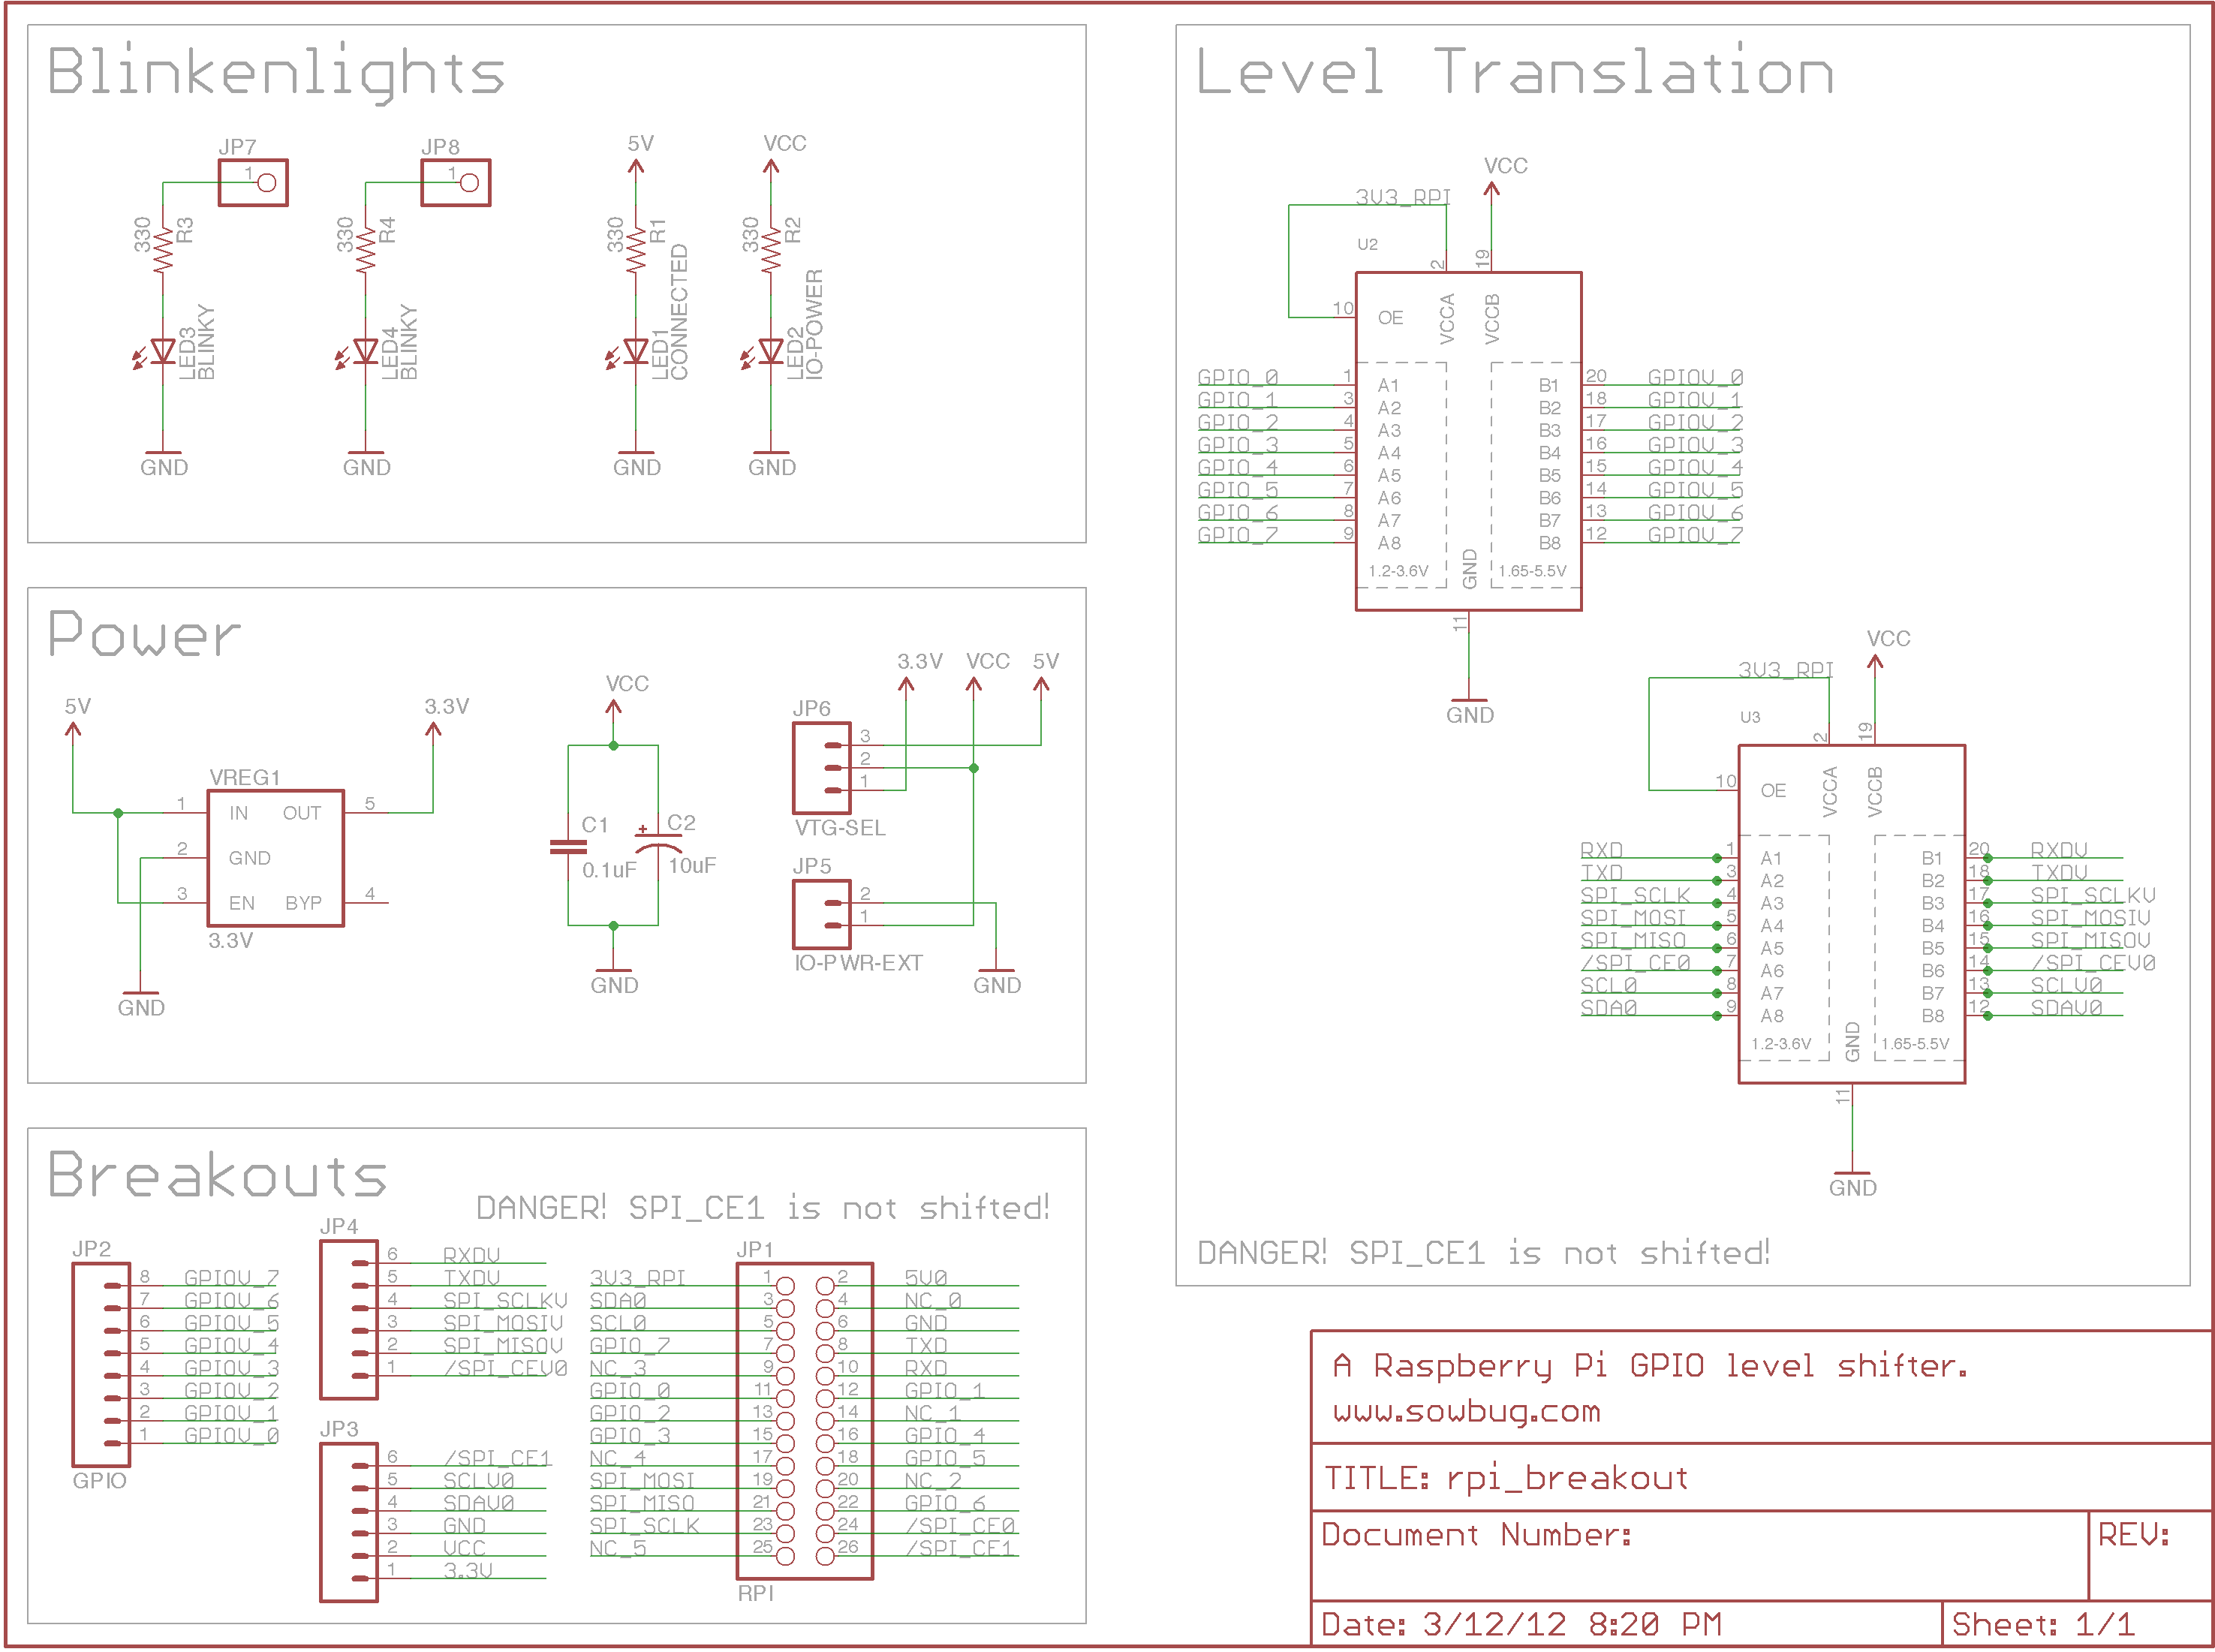 Blinkenlights
JP7
1
330
R3
LED3
BLINKY
GND
JP8
1
330
R4
LED4
BLINKY
GND
5V
330
R1
LED1
CONNECTED
GND
VCC
330
R2
LED2
IO-POWER
GND
Power
5V
3.3V
VREG1
1 IN OUT 5
2 GND
3 EN BYP 4
3.3V
GND
VCC
C1
0.1uF
C2
10uF
GND
3.3V VCC 5V
JP6
3
2
1
VTG-SEL
JP5
2
1
IO-PWR-EXT
GND
Breakouts
DANGER! SPI_CE1 is not shifted!
JP2
8 GPIOV_7
7 GPIOV_6
6 GPIOV_5
5 GPIOV_4
4 GPIOV_3
3 GPIOV_2
2 GPIOV_1
1 GPIOV_0
GPIO
JP4
6 RXDV
5 TXDV
4 SPI_SCLKV
3 SPI_MOSIV
2 SPI_MISOV
1 /SPI_CEV0
JP3
6 /SPI_CE1
5 SCLV0
4 SDAV0
3 GND
2 VCC
1 3.3V
JP1
3V3_RPI 1 2 5V0
SDA0 3 4 NC_0
SCL0 5 6 GND
GPIO_7 7 8 TXD
NC_3 9 10 RXD
GPIO_0 11 12 GPIO_1
GPIO_2 13 14 NC_1
GPIO_3 15 16 GPIO_4
NC_4 17 18 GPIO_5
SPI_MOSI 19 20 NC_2
SPI_MISO 21 22 GPIO_6
SPI_SCLK 23 24 /SPI_CE0
NC_5 25 26 /SPI_CE1
RPI
Level Translation
VCC
3V3_RPI
U2
2 19
10 OE VCCA VCCB
GPIO_0 1 A1 B1 20 GPIOV_0
GPIO_1 3 A2 B2 18 GPIOV_1
GPIO_2 4 A3 B3 17 GPIOV_2
GPIO_3 5 A4 B4 16 GPIOV_3
GPIO_4 6 A5 B5 15 GPIOV_4
GPIO_5 7 A6 B6 14 GPIOV_5
GPIO_6 8 A7 B7 13 GPIOV_6
GPIO_7 9 A8 B8 12 GPIOV_7
1.2-3.6V GND 1.65-5.5V
11
GND
VCC
3V3_RPI
U3
2 19
10 OE VCCA VCCB
RXD 1 A1 B1 20 RXDV
TXD 3 A2 B2 18 TXDV
SPI_SCLK 4 A3 B3 17 SPI_SCLKV
SPI_MOSI 5 A4 B4 16 SPI_MOSIV
SPI_MISO 6 A5 B5 15 SPI_MISOV
/SPI_CE0 7 A6 B6 14 /SPI_CEV0
SCL0 8 A7 B7 13 SCLV0
SDA0 9 A8 B8 12 SDAV0
1.2-3.6V GND 1.65-5.5V
11
GND
DANGER! SPI_CE1 is not shifted!
A Raspberry Pi GPIO level shifter.
www.sowbug.com
TITLE: rpi_breakout
Document Number:
REV:
Date: 3/12/12 8:20 PM
Sheet: 1/1